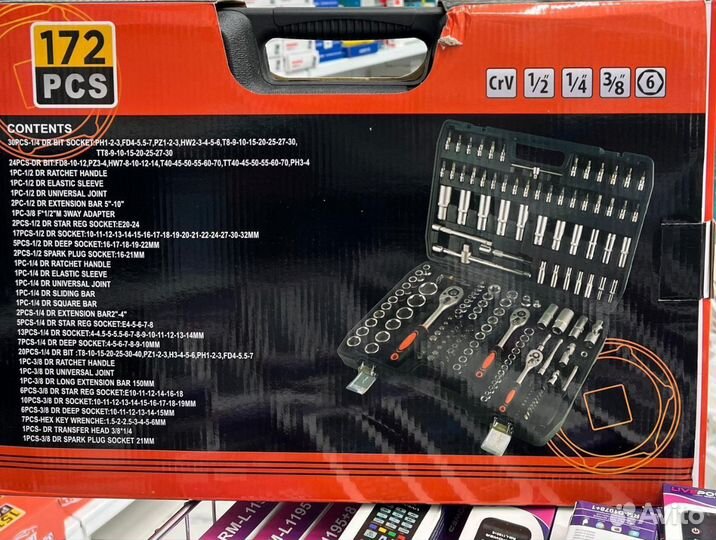 172
PCS
CrV 1/2" 1/4" 3/8" 6
CONTENTS
30PCS-1/4 DR BIT SOCKET:PH1-2-3,FD4-5.5-7,PZ1-2-3,HW2-3-4-5-6,T8-9-10-15-20-25-27-30,
TT8-9-10-15-20-25-27-30
24PCS-DR BIT:FD8-10-12,PZ3-4,HW7-8-10-12-14,T40-45-50-55-60-70,TT40-45-50-55-60-70,PH3-4
1PC-1/2 DR RATCHET HANDLE
1PC-1/2 DR ELASTIC SLEEVE
1PC-1/2 DR UNIVERSAL JOINT
2PC-1/2 DR EXTENSION BAR 5"-10"
1PC-3/8 F*1/2"M 3WAY ADAPTER
2PCS-1/2 DR STAR REG SOCKET:E20-24
17PCS-1/2 DR SOCKET:10-11-12-13-14-15-16-17-18-19-20-21-22-24-27-30-32MM
5PCS-1/2 DR DEEP SOCKET:16-17-18-19-22MM
2PCS-1/2 SPARK PLUG SOCKET:16-21MM
1PC-1/4 DR RATCHET HANDLE
1PC-1/4 DR ELASTIC SLEEVE
1PC-1/4 DR UNIVERSAL JOINT
1PC-1/4 DR SLIDING BAR
1PC-1/4 DR SQUARE BAR
2PCS-1/4 DR EXTENSION BAR2"-4"
5PCS-1/4 DR STAR REG SOCKET:E4-5-6-7-8
13PCS-1/4 DR SOCKET:4-4.5-5-5.5-6-7-8-9-10-11-12-13-14MM
7PCS-1/4 DR DEEP SOCKET:4-5-6-7-8-9-10MM
20PCS-1/4 DR BIT :T8-10-15-20-25-30-40,PZ1-2-3,H3-4-5-6,PH1-2-3,FD4-5.5-7
1PC-3/8 DR RATCHET HANDLE
1PC-3/8 DR UNIVERSAL JOINT
1PC-3/8 DR LONG EXTENSION BAR 150MM
6PCS-3/8 DR STAR REG SOCKET:E10-11-12-14-16-18
10PCS-3/8 DR SOCKET:10-11-12-13-14-15-16-17-18-19MM
6PCS-3/8 DR DEEP SOCKET:10-11-12-13-14-15MM
7PCS-HEX KEY WRENCHE:1.5-2-2.5-3-4-5-6MM
1PCS- DR TRANSFER HEAD 3/8*1/4
1PCS-3/8 DR SPARK PLUG SOCKET 21MM
RM-L1195
Avito